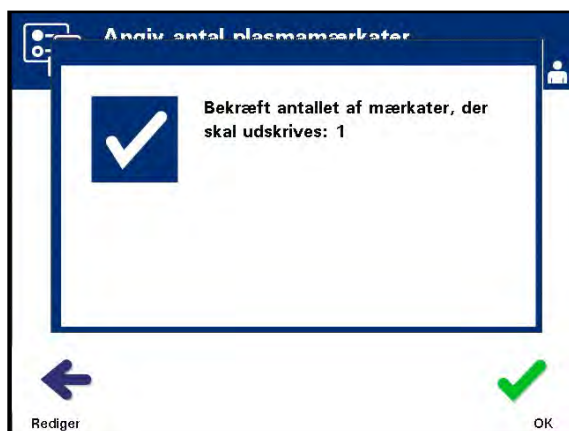 Angiv antal plasmamærkater
Bekræft antallet af mærkater, der
skal udskrives: 1
Rediger
OK